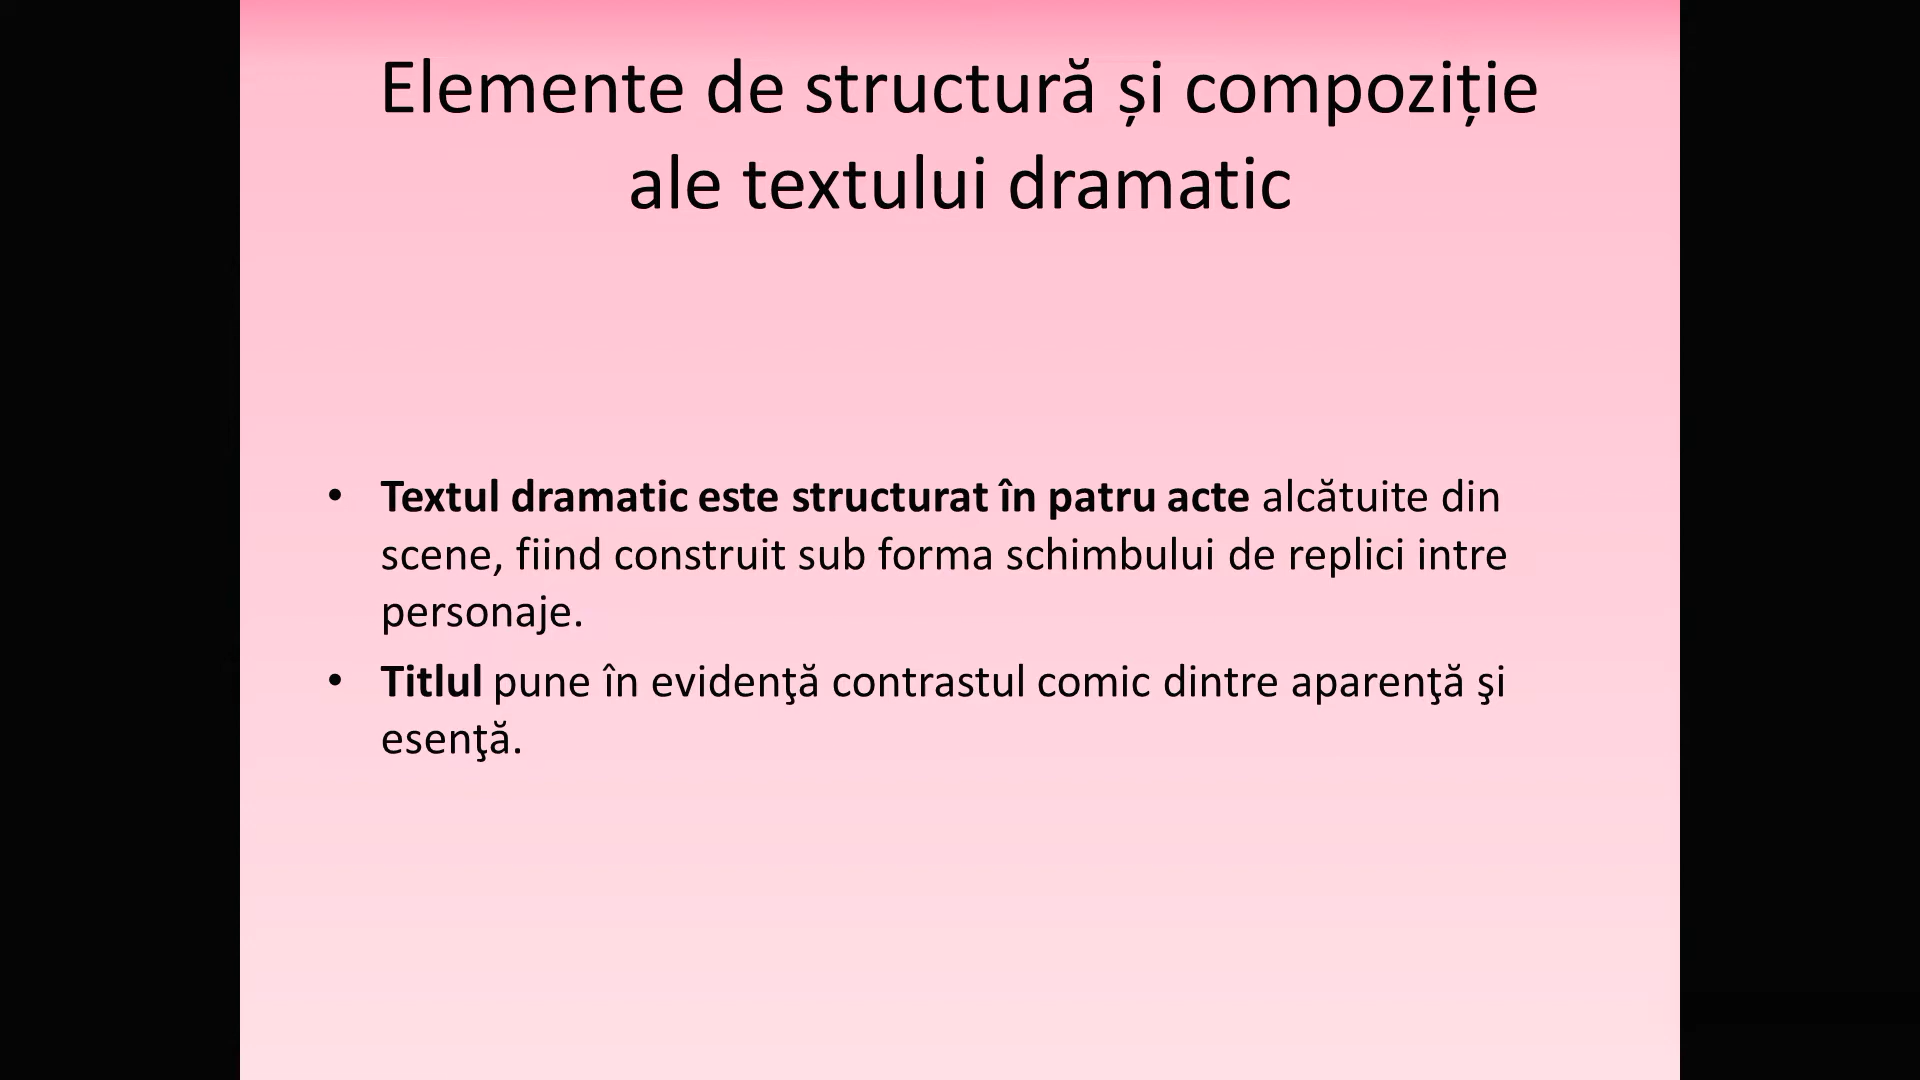 Elemente de structură și compoziție
ale textului dramatic
• Textul dramatic este structurat în patru acte alcătuite din
scene, fiind construit sub forma schimbului de replici intre
personaje.
• Titlul pune în evidenţă contrastul comic dintre aparenţă şi
esenţă.